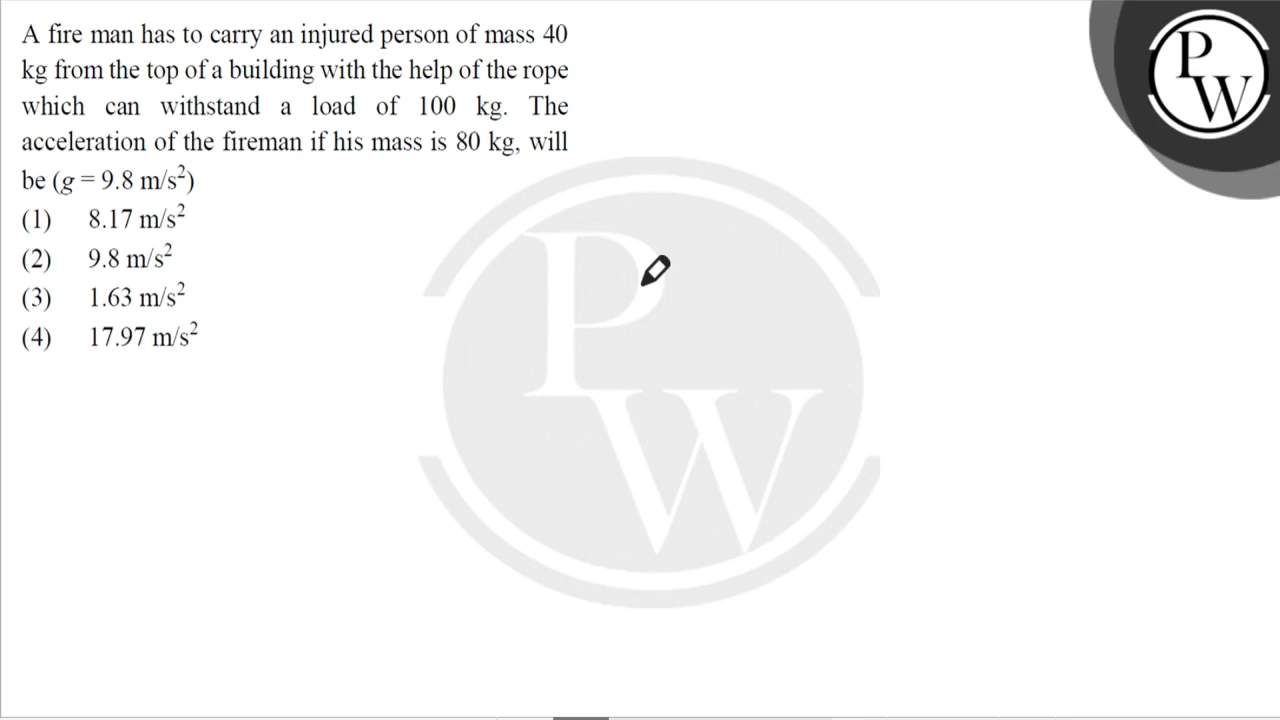 A fire man has to carry an injured person of mass 40
kg from the top of a building with the help of the rope
which can withstand a load of 100 kg. The
acceleration of the fireman if his mass is 80 kg, will
be (g = 9.8 m/s²)
(1) 8.17 m/s²
(2) 9.8 m/s²
(3) 1.63 m/s²
(4) 17.97 m/s²
P
W
P
W